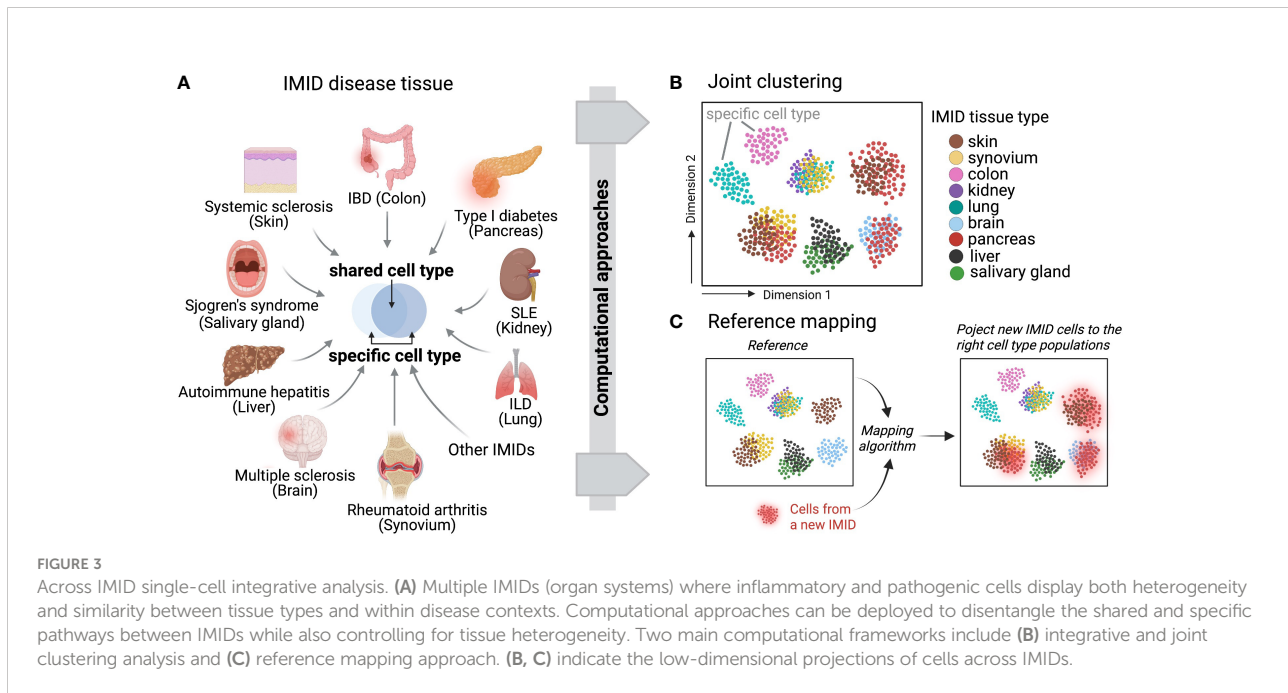 A
IMID disease tissue
IBD (Colon)
Systemic sclerosis
(Skin)
Type I diabetes
(Pancreas)
shared cell type
Sjogren's syndrome
(Salivary gland)
SLE
(Kidney)
specific cell type
Autoimmune hepatitis
(Liver)
ILD
(Lung)
Other IMIDs
Multiple sclerosis
(Brain)
Rheumatoid arthritis
(Synovium)
Computational approaches
B
Joint clustering
specific cell type
Dimension 2
Dimension 1
IMID tissue type
skin
synovium
colon
kidney
lung
brain
pancreas
liver
salivary gland
C
Reference mapping
Reference
Poject new IMID cells to the
right cell type populations
Mapping
algorithm
Cells from
a new IMID
FIGURE 3
Across IMID single-cell integrative analysis. (A) Multiple IMIDs (organ systems) where inflammatory and pathogenic cells display both heterogeneity
and similarity between tissue types and within disease contexts. Computational approaches can be deployed to disentangle the shared and specific
pathways between IMIDs while also controlling for tissue heterogeneity. Two main computational frameworks include (B) integrative and joint
clustering analysis and (C) reference mapping approach. (B, C) indicate the low-dimensional projections of cells across IMIDs.